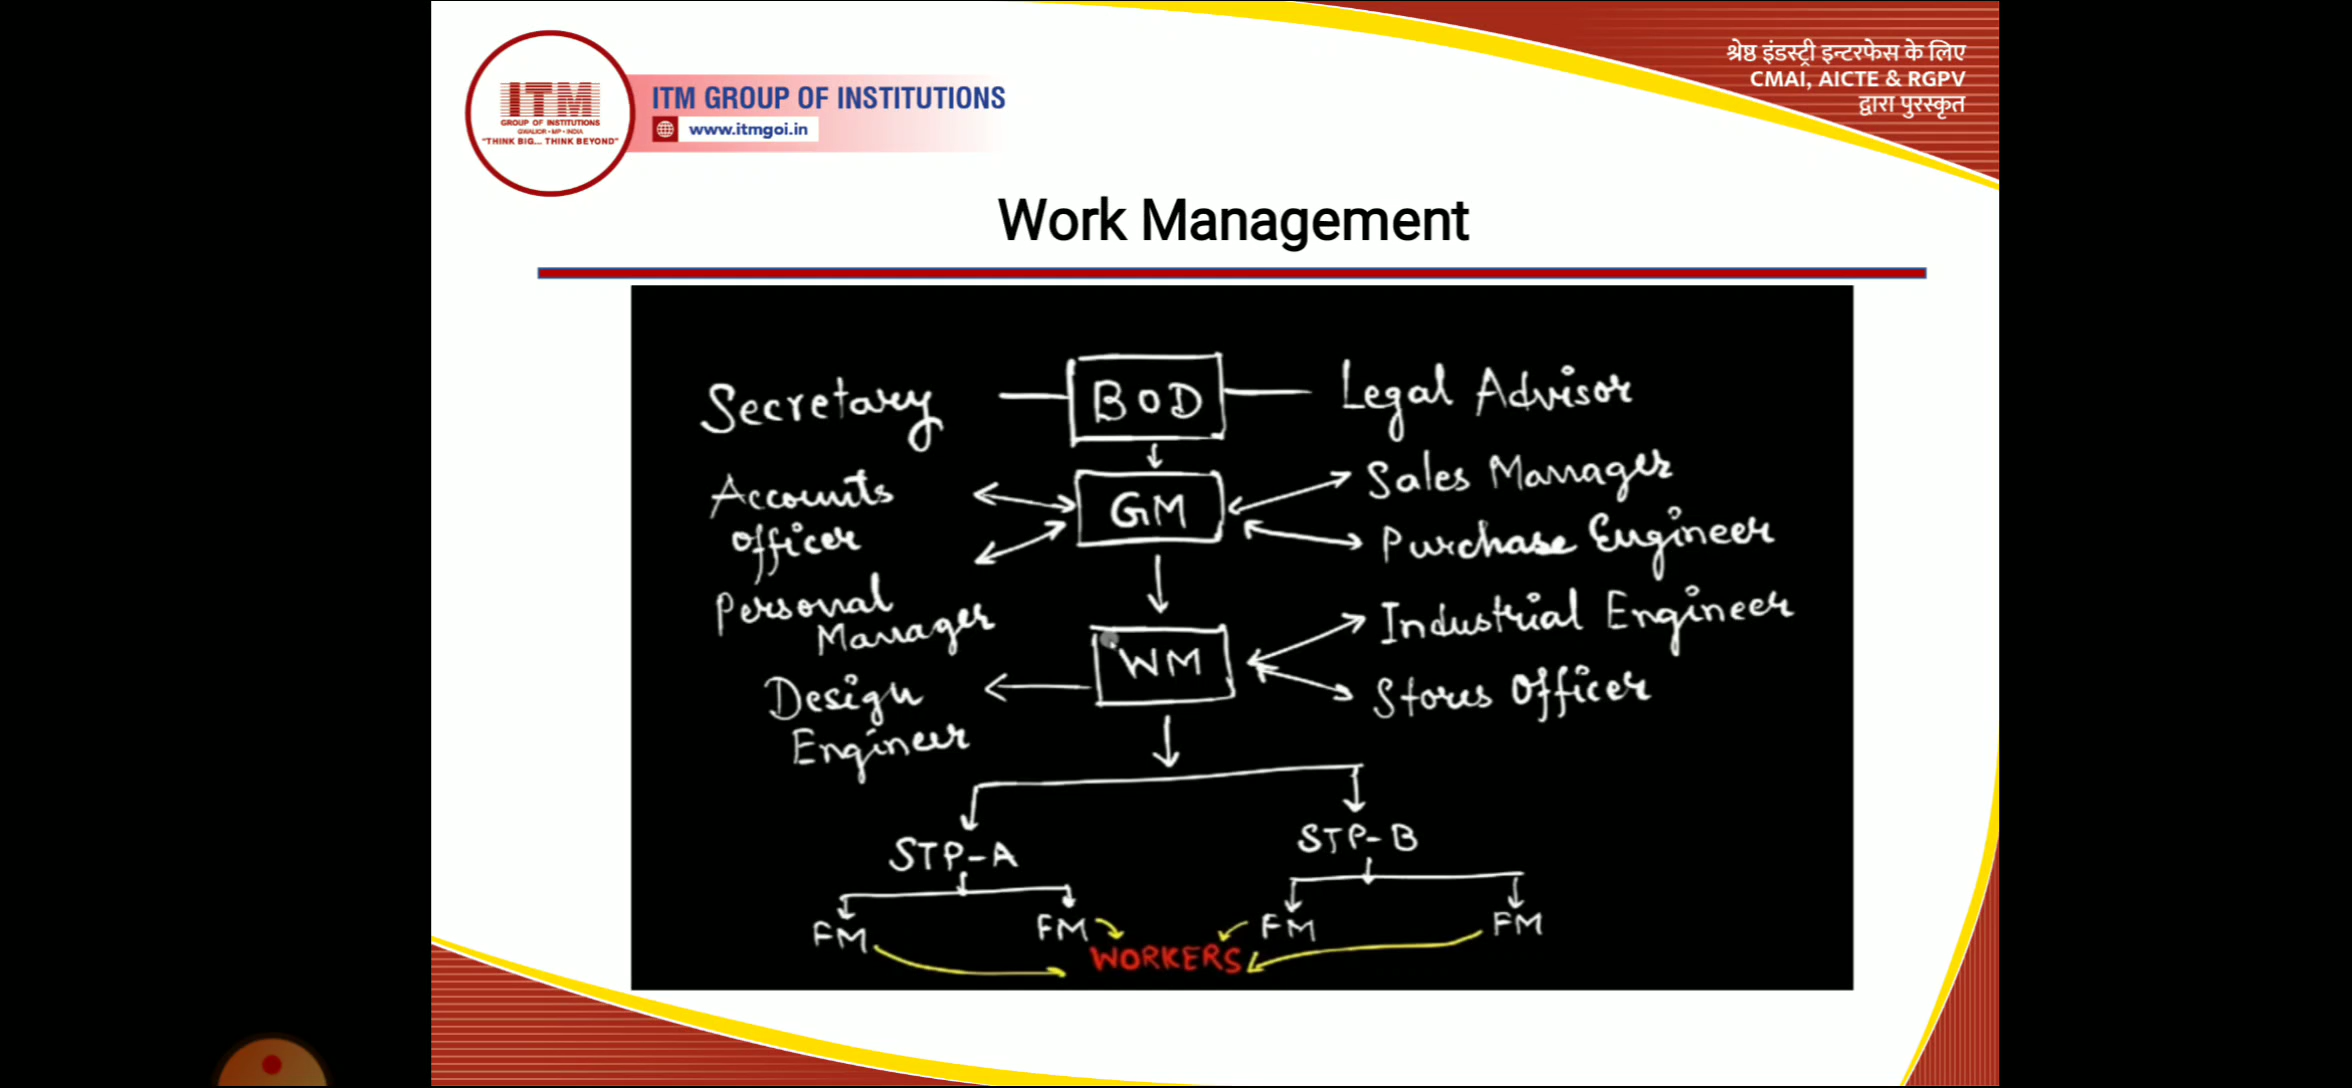 श्रेष्ठ इंडस्ट्री इन्टरफेस के लिए
CMAI, AICTE & RGPV
द्वारा पुरस्कृत
ITM
GROUP OF INSTITUTIONS
GWALIOR • MP • INDIA
"THINK BIG... THINK BEYOND"
ITM GROUP OF INSTITUTIONS
www.itmgoi.in
Work Management
Secretary BOD Legal Advisor
Accounts Officer GM Sales Manager
Purchase Engineer
Personal Manager
Industrial Engineer
Design Engineer WM Stores Officer
STP-A STP-B
FM FM FM FM
WORKERS